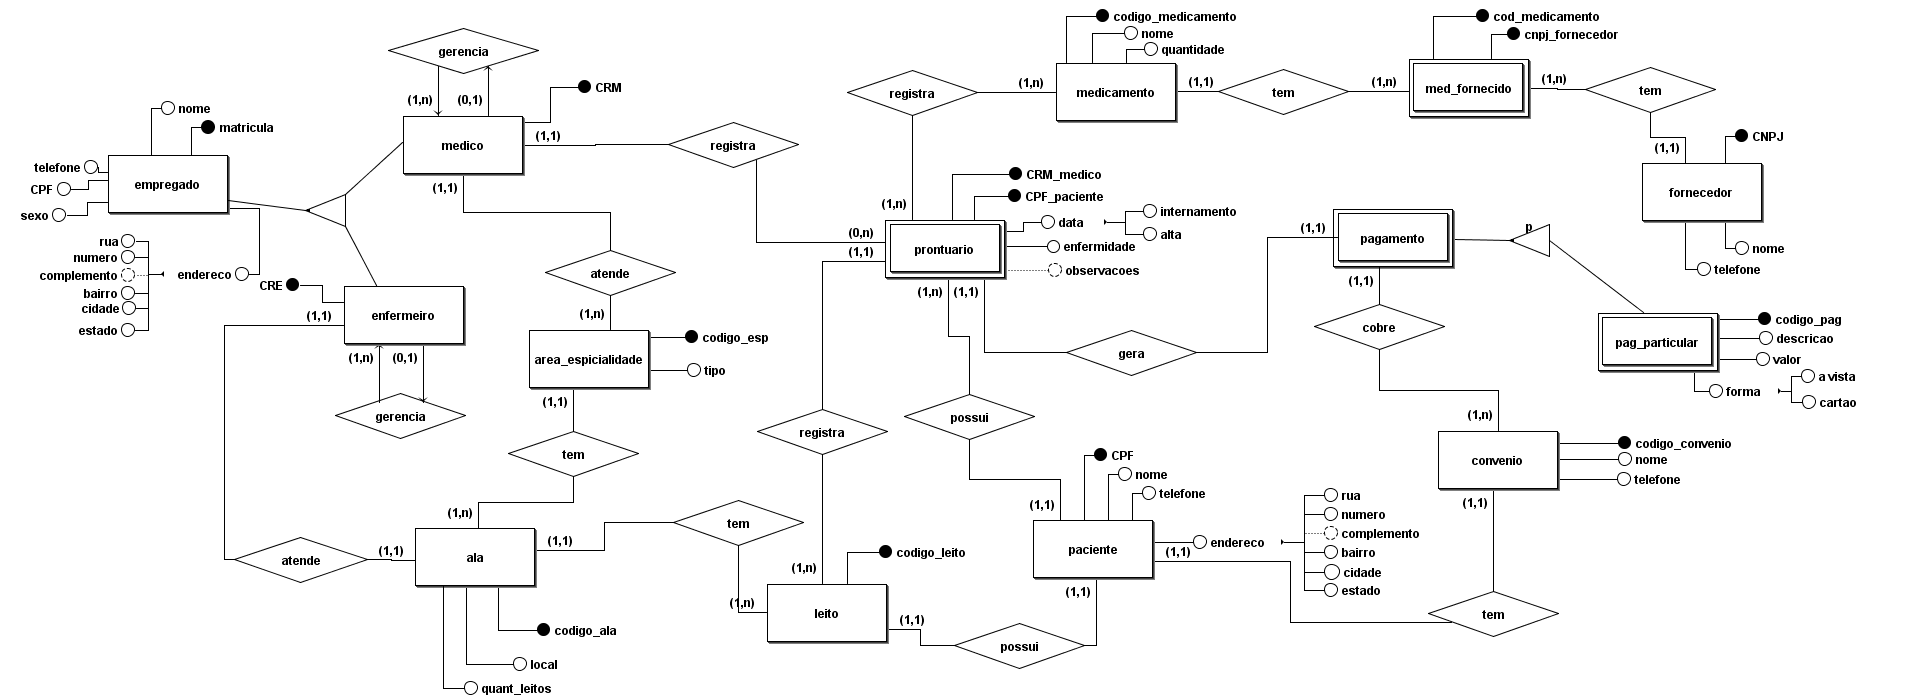 gerencia
(1,n)
(0,1)
CRM
medico
(1,1)
(1,1)
nome
matricula
telefone
CPF
sexo
empregado
rua
numero
complemento
bairro
cidade
estado
endereco
CRE
enfermeiro
(1,1)
(1,n)
(0,1)
gerencia
registra
atende
(1,n)
area_espicialidade
codigo_esp
tipo
(1,1)
tem
(1,n)
ala
(1,1)
(1,1)
atende
codigo_ala
local
quant_leitos
tem
(1,n)
leito
codigo_leito
(1,n)
(1,1)
registra
possui
registra
(1,n)
(1,n)
codigo_medicamento
nome
quantidade
medicamento
(1,1)
tem
(1,n)
cod_medicamento
cnpj_fornecedor
med_fornecido
(1,n)
tem
(1,1)
CNPJ
fornecedor
nome
telefone
CRM_medico
CPF_paciente
data
internamento
alta
enfermidade
observacoes
prontuario
(0,n)
(1,1)
(1,n)
(1,1)
possui
gera
(1,1)
pagamento
(1,1)
p
cobre
pag_particular
codigo_pag
descricao
valor
forma
a vista
cartao
(1,n)
convenio
codigo_convenio
nome
telefone
(1,1)
tem
CPF
nome
telefone
(1,1)
paciente
(1,1)
(1,1)
endereco
rua
numero
complemento
bairro
cidade
estado